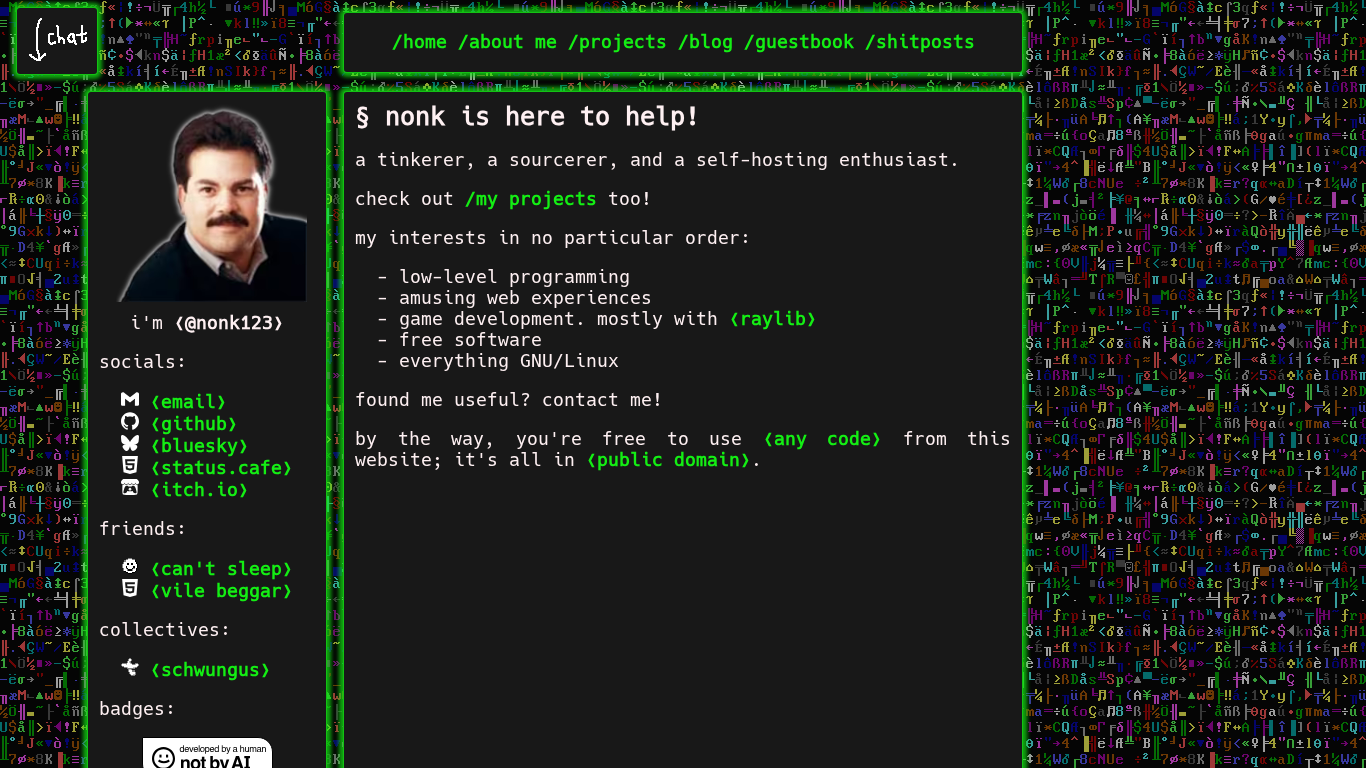 chat
/home /about me /projects /blog /guestbook /shitposts
i'm ⟨@nonk123⟩
socials:
⟨email⟩
⟨github⟩
⟨bluesky⟩
⟨status.cafe⟩
⟨itch.io⟩
friends:
⟨can't sleep⟩
⟨vile beggar⟩
collectives:
⟨schwungus⟩
badges:
developed by a human
not by AI
§ nonk is here to help!
a tinkerer, a sourcerer, and a self-hosting enthusiast.
check out /my projects too!
my interests in no particular order:
- low-level programming
- amusing web experiences
- game development. mostly with ⟨raylib⟩
- free software
- everything GNU/Linux
found me useful? contact me!
by the way, you're free to use ⟨any code⟩ from this
website; it's all in ⟨public domain⟩.